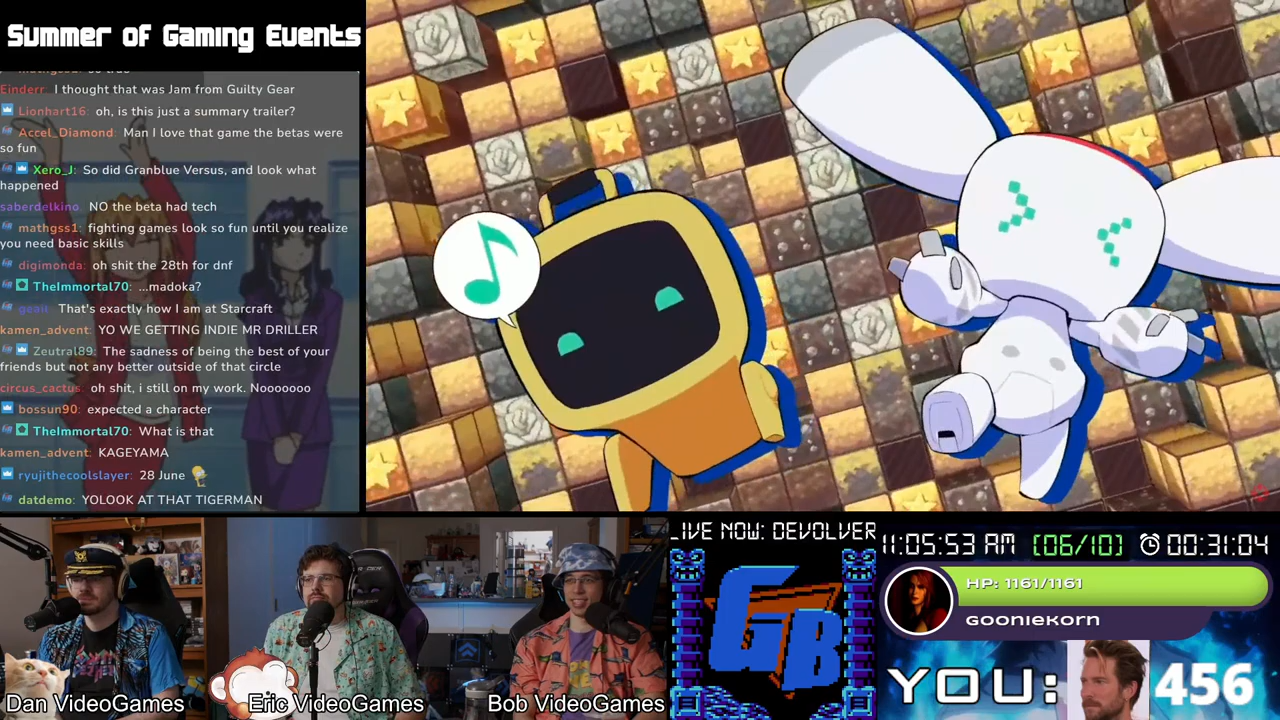 Summer of Gaming Events
Einderr: I thought that was Jam from Guilty Gear
Lionhart16: oh, is this just a summary trailer?
Accel_Diamond: Man I love that game the betas were
so fun
Xero_J: So did Granblue Versus, and look what
happened
saberdelkino: NO the beta had tech
mathgss1: fighting games look so fun until you realize
you need basic skills
digimonda: oh shit the 28th for dnf
TheImmortal70: ...madoka?
That's exactly how I am at Starcraft
kamen_advent: YO WE GETTING INDIE MR DRILLER
Zeutral89: The sadness of being the best of your
friends but not any better outside of that circle
circus_cactus: oh shit, i still on my work. Nooooooo
bossun90: expected a character
TheImmortal70: What is that
kamen_advent: KAGEYAMA
ryujithecoolslayer: 28 June
datdemo: YOLOOK AT THAT TIGERMAN
LIVE NOW: DEVOLVER
11:05:53 AM [06/10] 00:31:04
HP: 1161/1161
GOONIEKORN
GB
YOU: 456
Dan VideoGames
Eric VideoGames
Bob VideoGames